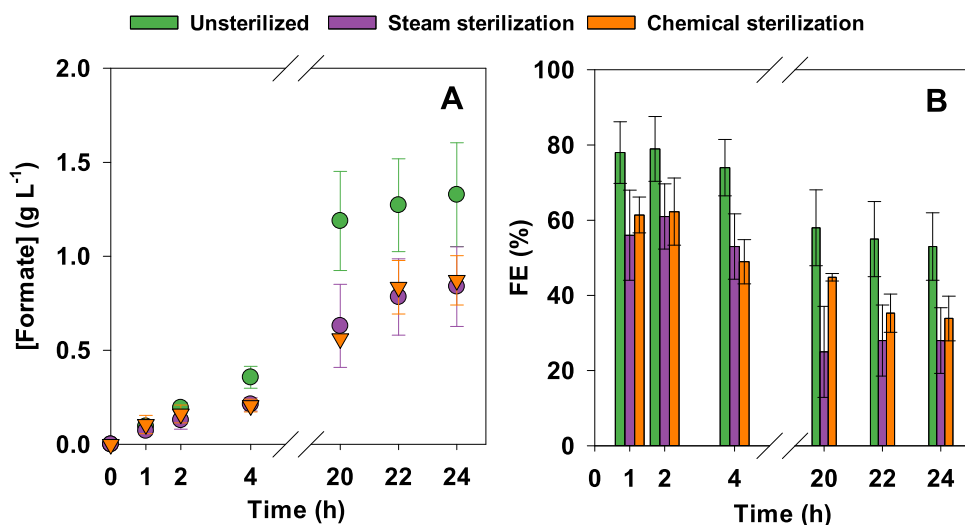 Unsterilized Steam sterilization Chemical sterilization
A
[Formate] (g L⁻¹)
2.0
1.5
1.0
0.5
0.0
0 1 2 4 20 22 24
Time (h)
B
FE (%)
100
80
60
40
20
0
0 1 2 4 20 22 24
Time (h)